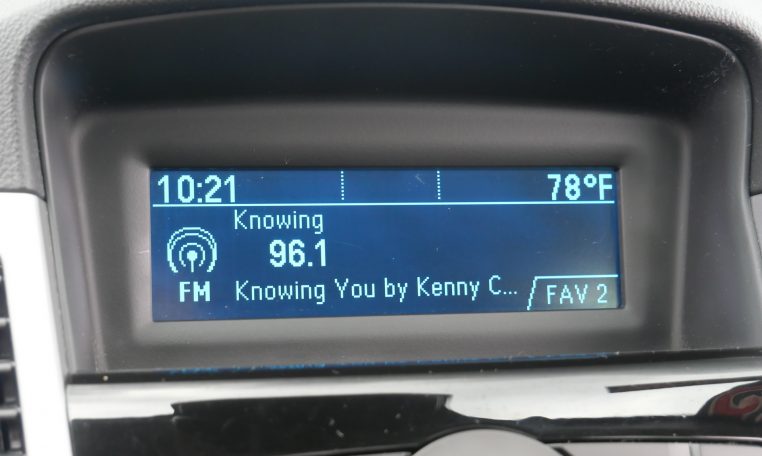 10:21 78°F
Knowing
96.1
FM Knowing You by Kenny C... FAV 2